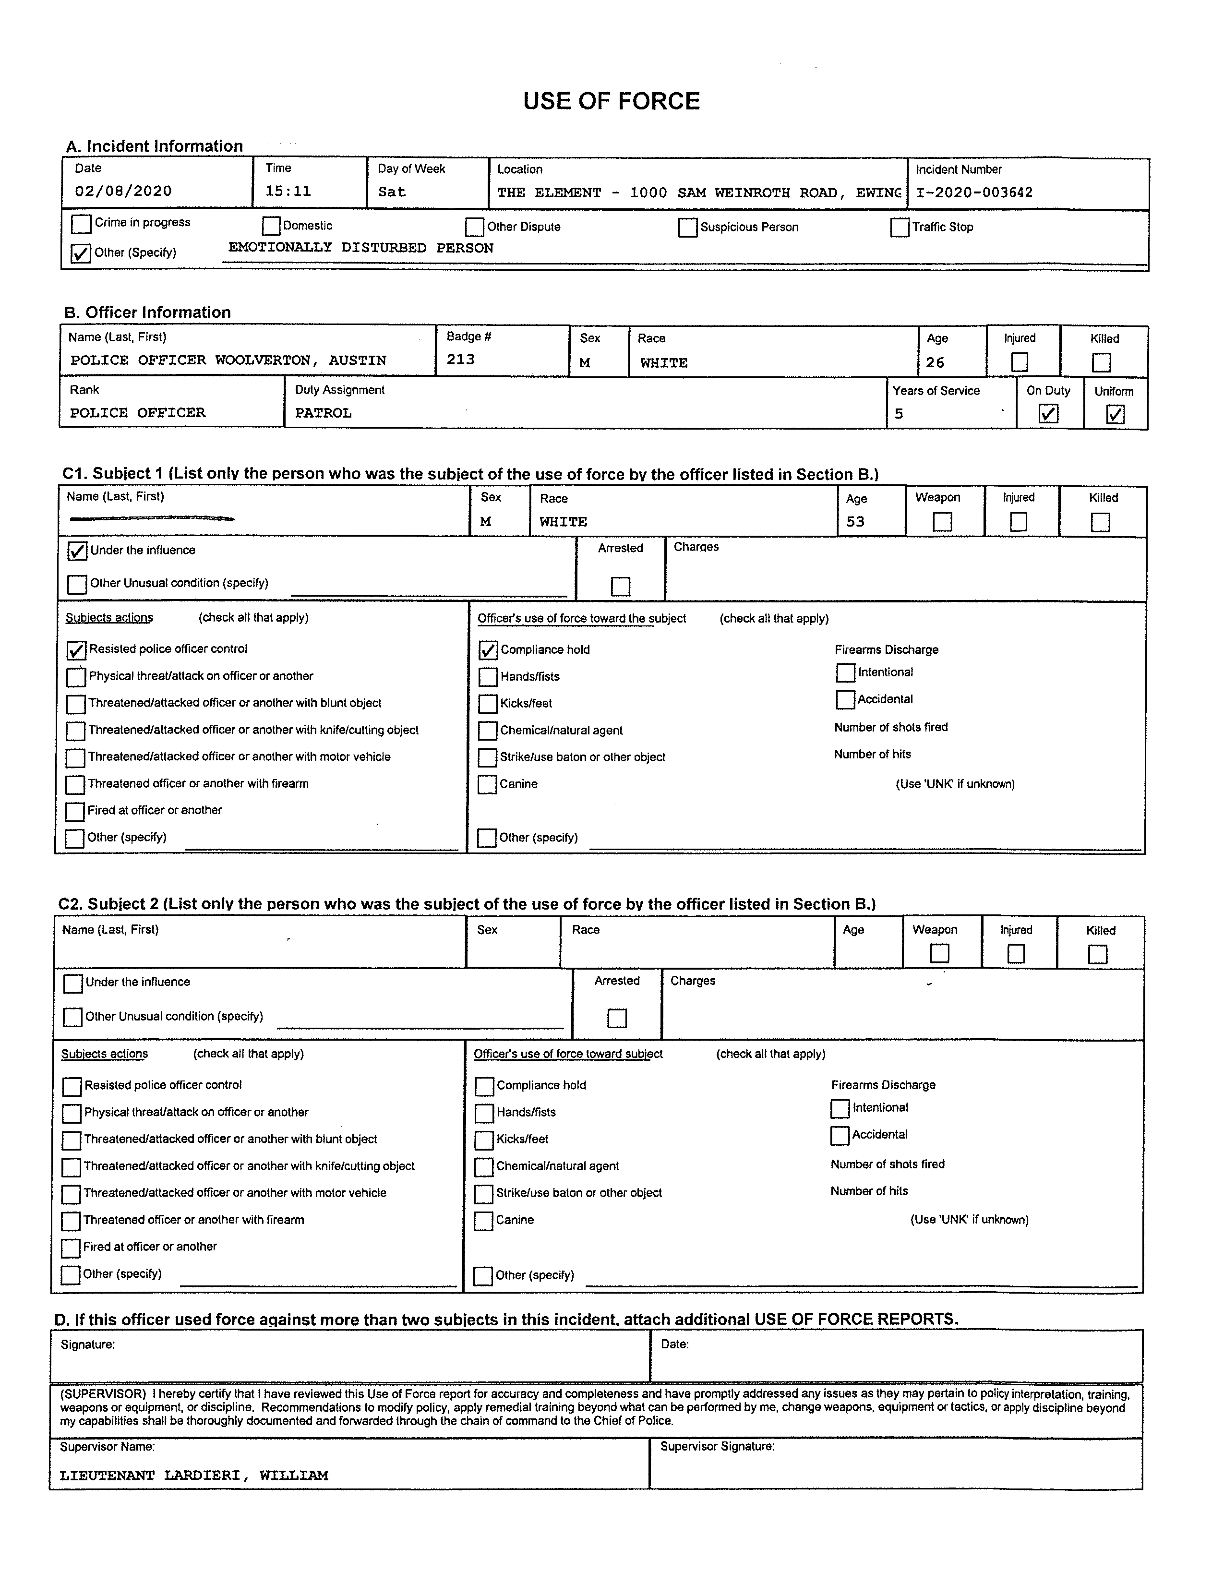 USE OF FORCE
A. Incident Information
Date Time Day of Week Location Incident Number
02/08/2020 15:11 Sat THE ELEMENT - 1000 SAM WEINROTH ROAD, EWING I-2020-003642
Crime in progress Domestic Other Dispute Suspicious Person Traffic Stop
Other (Specify) EMOTIONALLY DISTURBED PERSON
B. Officer Information
Name (Last, First) Badge # Sex Race Age Injured Killed
POLICE OFFICER WOOLVERTON, AUSTIN 213 M WHITE 26
Rank Duty Assignment Years of Service On Duty Uniform
POLICE OFFICER PATROL 5
C1. Subject 1 (List only the person who was the subject of the use of force by the officer listed in Section B.)
Name (Last, First) Sex Race Age Weapon Injured Killed
M WHITE 53
Under the influence Arrested Charges
Other Unusual condition (specify)
Subjects actions (check all that apply) Officer's use of force toward the subject (check all that apply)
Resisted police officer control Compliance hold Firearms Discharge
Physical threat/attack on officer or another Hands/fists Intentional
Threatened/attacked officer or another with blunt object Kicks/feet Accidental
Threatened/attacked officer or another with knife/cutting object Chemical/natural agent Number of shots fired
Threatened/attacked officer or another with motor vehicle Strike/use baton or other object Number of hits
Threatened officer or another with firearm Canine (Use 'UNK' if unknown)
Fired at officer or another
Other (specify) Other (specify)
C2. Subject 2 (List only the person who was the subject of the use of force by the officer listed in Section B.)
Name (Last, First) Sex Race Age Weapon Injured Killed
Under the influence Arrested Charges
Other Unusual condition (specify)
Subjects actions (check all that apply) Officer's use of force toward subject (check all that apply)
Resisted police officer control Compliance hold Firearms Discharge
Physical threat/attack on officer or another Hands/fists Intentional
Threatened/attacked officer or another with blunt object Kicks/feet Accidental
Threatened/attacked officer or another with knife/cutting object Chemical/natural agent Number of shots fired
Threatened/attacked officer or another with motor vehicle Strike/use baton or other object Number of hits
Threatened officer or another with firearm Canine (Use 'UNK' if unknown)
Fired at officer or another
Other (specify) Other (specify)
D. If this officer used force against more than two subjects in this incident, attach additional USE OF FORCE REPORTS.
Signature: Date:
(SUPERVISOR) I hereby certify that I have reviewed this Use of Force report for accuracy and completeness and have promptly addressed any issues as they may pertain to policy interpretation, training,
weapons or equipment, or discipline. Recommendations to modify policy, apply remedial training beyond what can be performed by me, change weapons, equipment or tactics, or apply discipline beyond
my capabilities shall be thoroughly documented and forwarded through the chain of command to the Chief of Police.
Supervisor Name: Supervisor Signature:
LIEUTENANT LARDIERI, WILLIAM